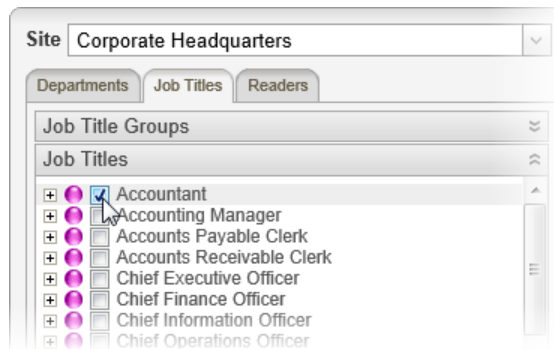 Site Corporate Headquarters
Departments Job Titles Readers
Job Title Groups
Job Titles
Accountant
Accounting Manager
Accounts Payable Clerk
Accounts Receivable Clerk
Chief Executive Officer
Chief Finance Officer
Chief Information Officer
Chief Operations Officer